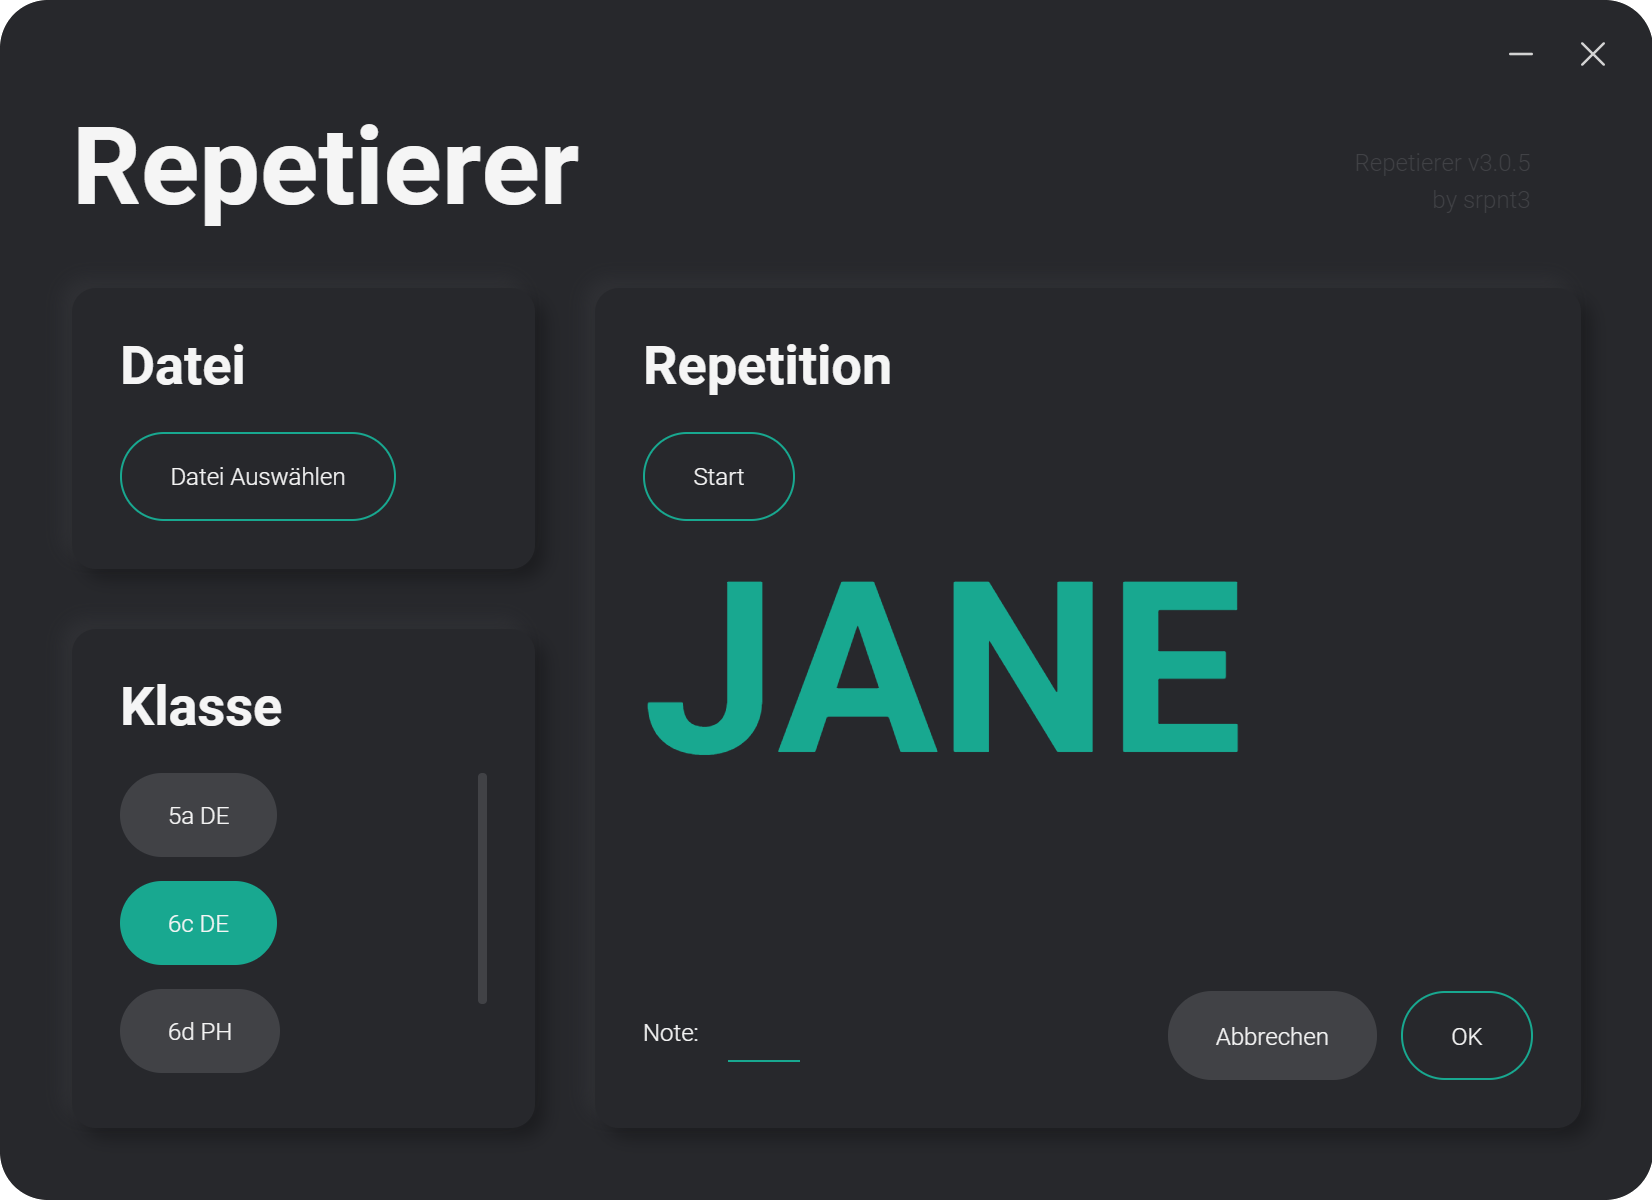 Repetierer
Repetierer v3.0.5
by srpnt3
Datei
Datei Auswählen
Klasse
5a DE
6c DE
6d PH
Repetition
Start
JANE
Note:
Abbrechen
OK